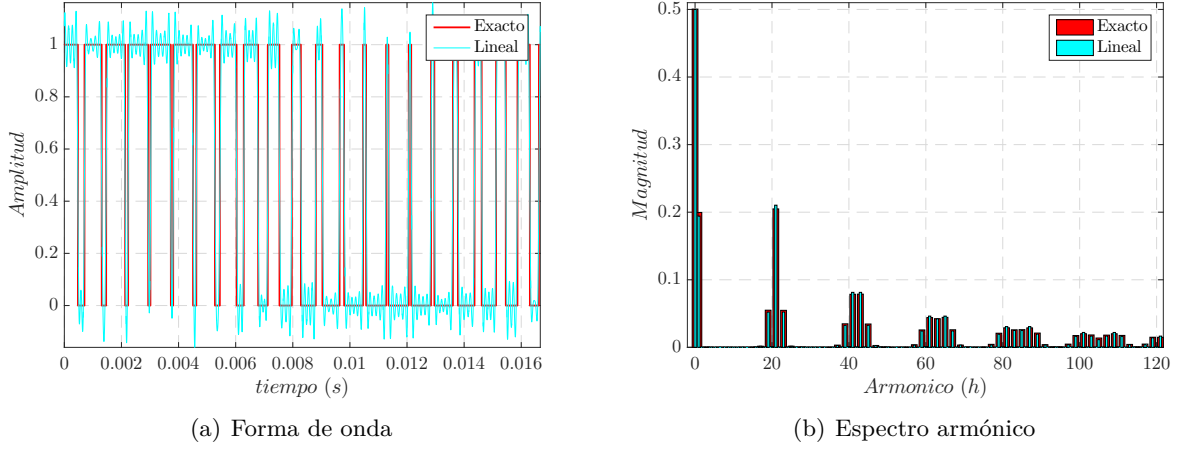 Exacto
Lineal
Amplitud
1
0.8
0.6
0.4
0.2
0
0 0.002 0.004 0.006 0.008 0.01 0.012 0.014 0.016
tiempo (s)
(a) Forma de onda
Exacto
Lineal
Magnitud
0.5
0.4
0.3
0.2
0.1
0
0 20 40 60 80 100 120
Armonico (h)
(b) Espectro armónico